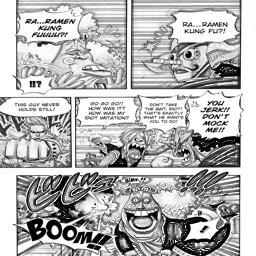 RA...RAMEN
KUNG
FUUUU?!
RA...RAMEN
KUNG FU?!
!!?
THIS GUY NEVER
HOLDS STILL!
GO GO GO!!
HOW WAS IT?!
HOW WAS MY
IDIOT IMITATION?
DON'T TAKE
THE BAIT, IDIOT!
THAT'S EXACTLY
WHAT HE WANTS
YOU TO DO!
YOU
JERK!!
DON'T
MOCK
ME!!
BOOM!!